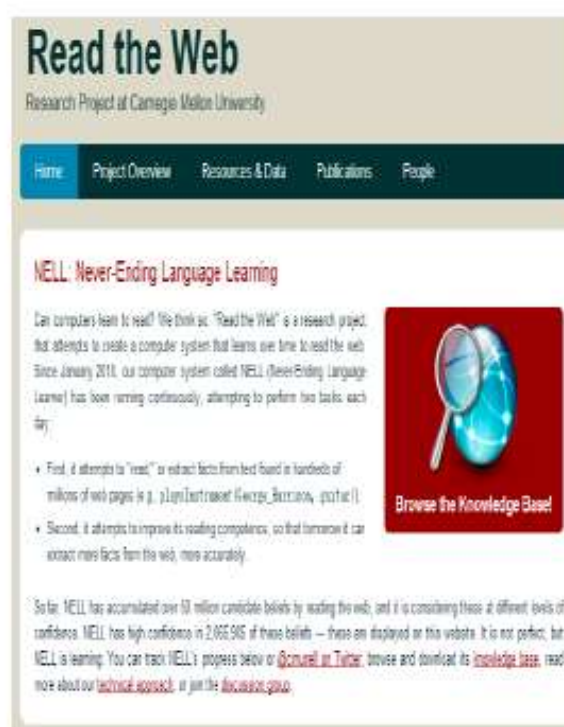 Read the Web
Research Project at Carnegie Mellon University
Home Project Overview Resources & Data Publications People
NELL: Never-Ending Language Learning
Can computers learn to read? We think so. "Read the Web" is a research project
that attempts to create a computer system that learns over time to read the web.
Since January 2010, our computer system called NELL (Never-Ending Language
Learner) has been running continuously, attempting to perform two tasks each
day:
• First, it attempts to "read," or extract facts from text found in hundreds of
millions of web pages (e.g., playsInstrument(George_Harrison, guitar)).
• Second, it attempts to improve its reading competence, so that tomorrow it can
extract more facts from the web, more accurately.
Browse the Knowledge Base!
So far, NELL has accumulated over 50 million candidate beliefs by reading the web, and it is considering these at different levels of
confidence. NELL has high confidence in of these beliefs — these are displayed on this website. It is not perfect, but
NELL is learning. You can track NELL's progress below or @cmunell on Twitter, browse and download its knowledge base, read
more about our technical approach, or join the discussion group.